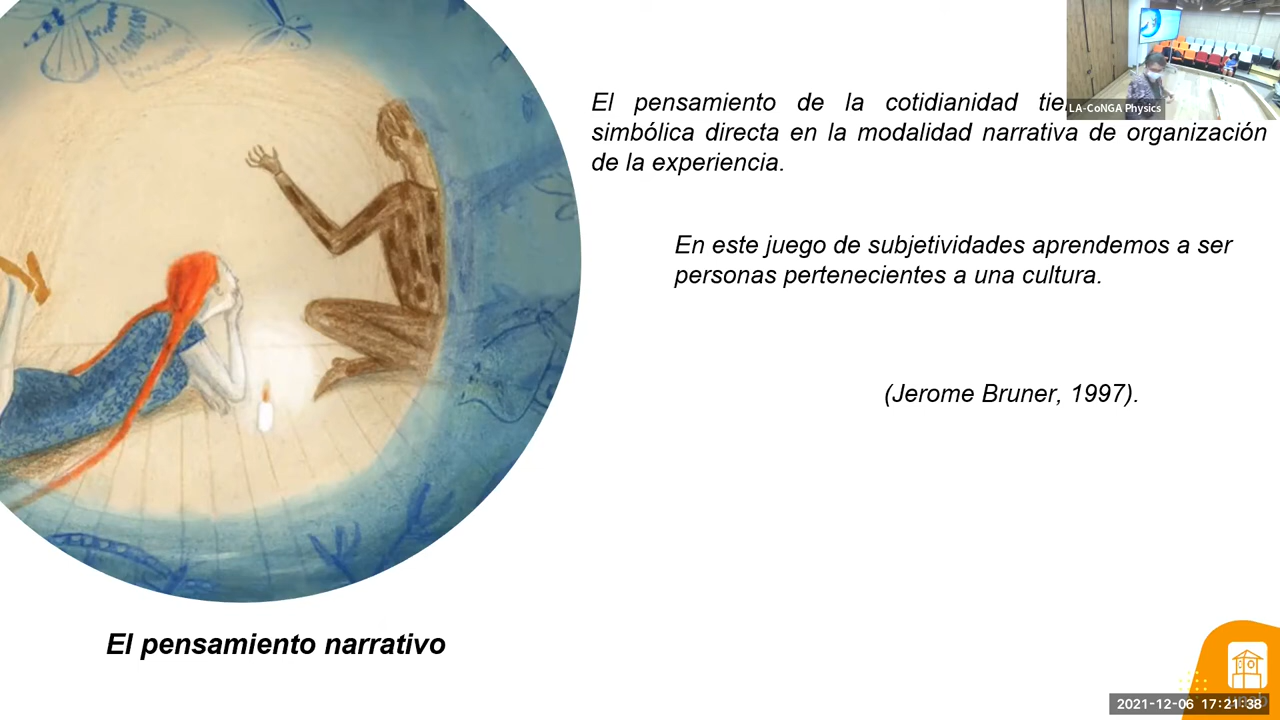 El pensamiento de la cotidianidad
LA-CoNGA Physics
simbólica directa en la modalidad narrativa de organización
de la experiencia.
En este juego de subjetividades aprendemos a ser
personas pertenecientes a una cultura.
(Jerome Bruner, 1997).
El pensamiento narrativo
2021-12-06 17:21:38